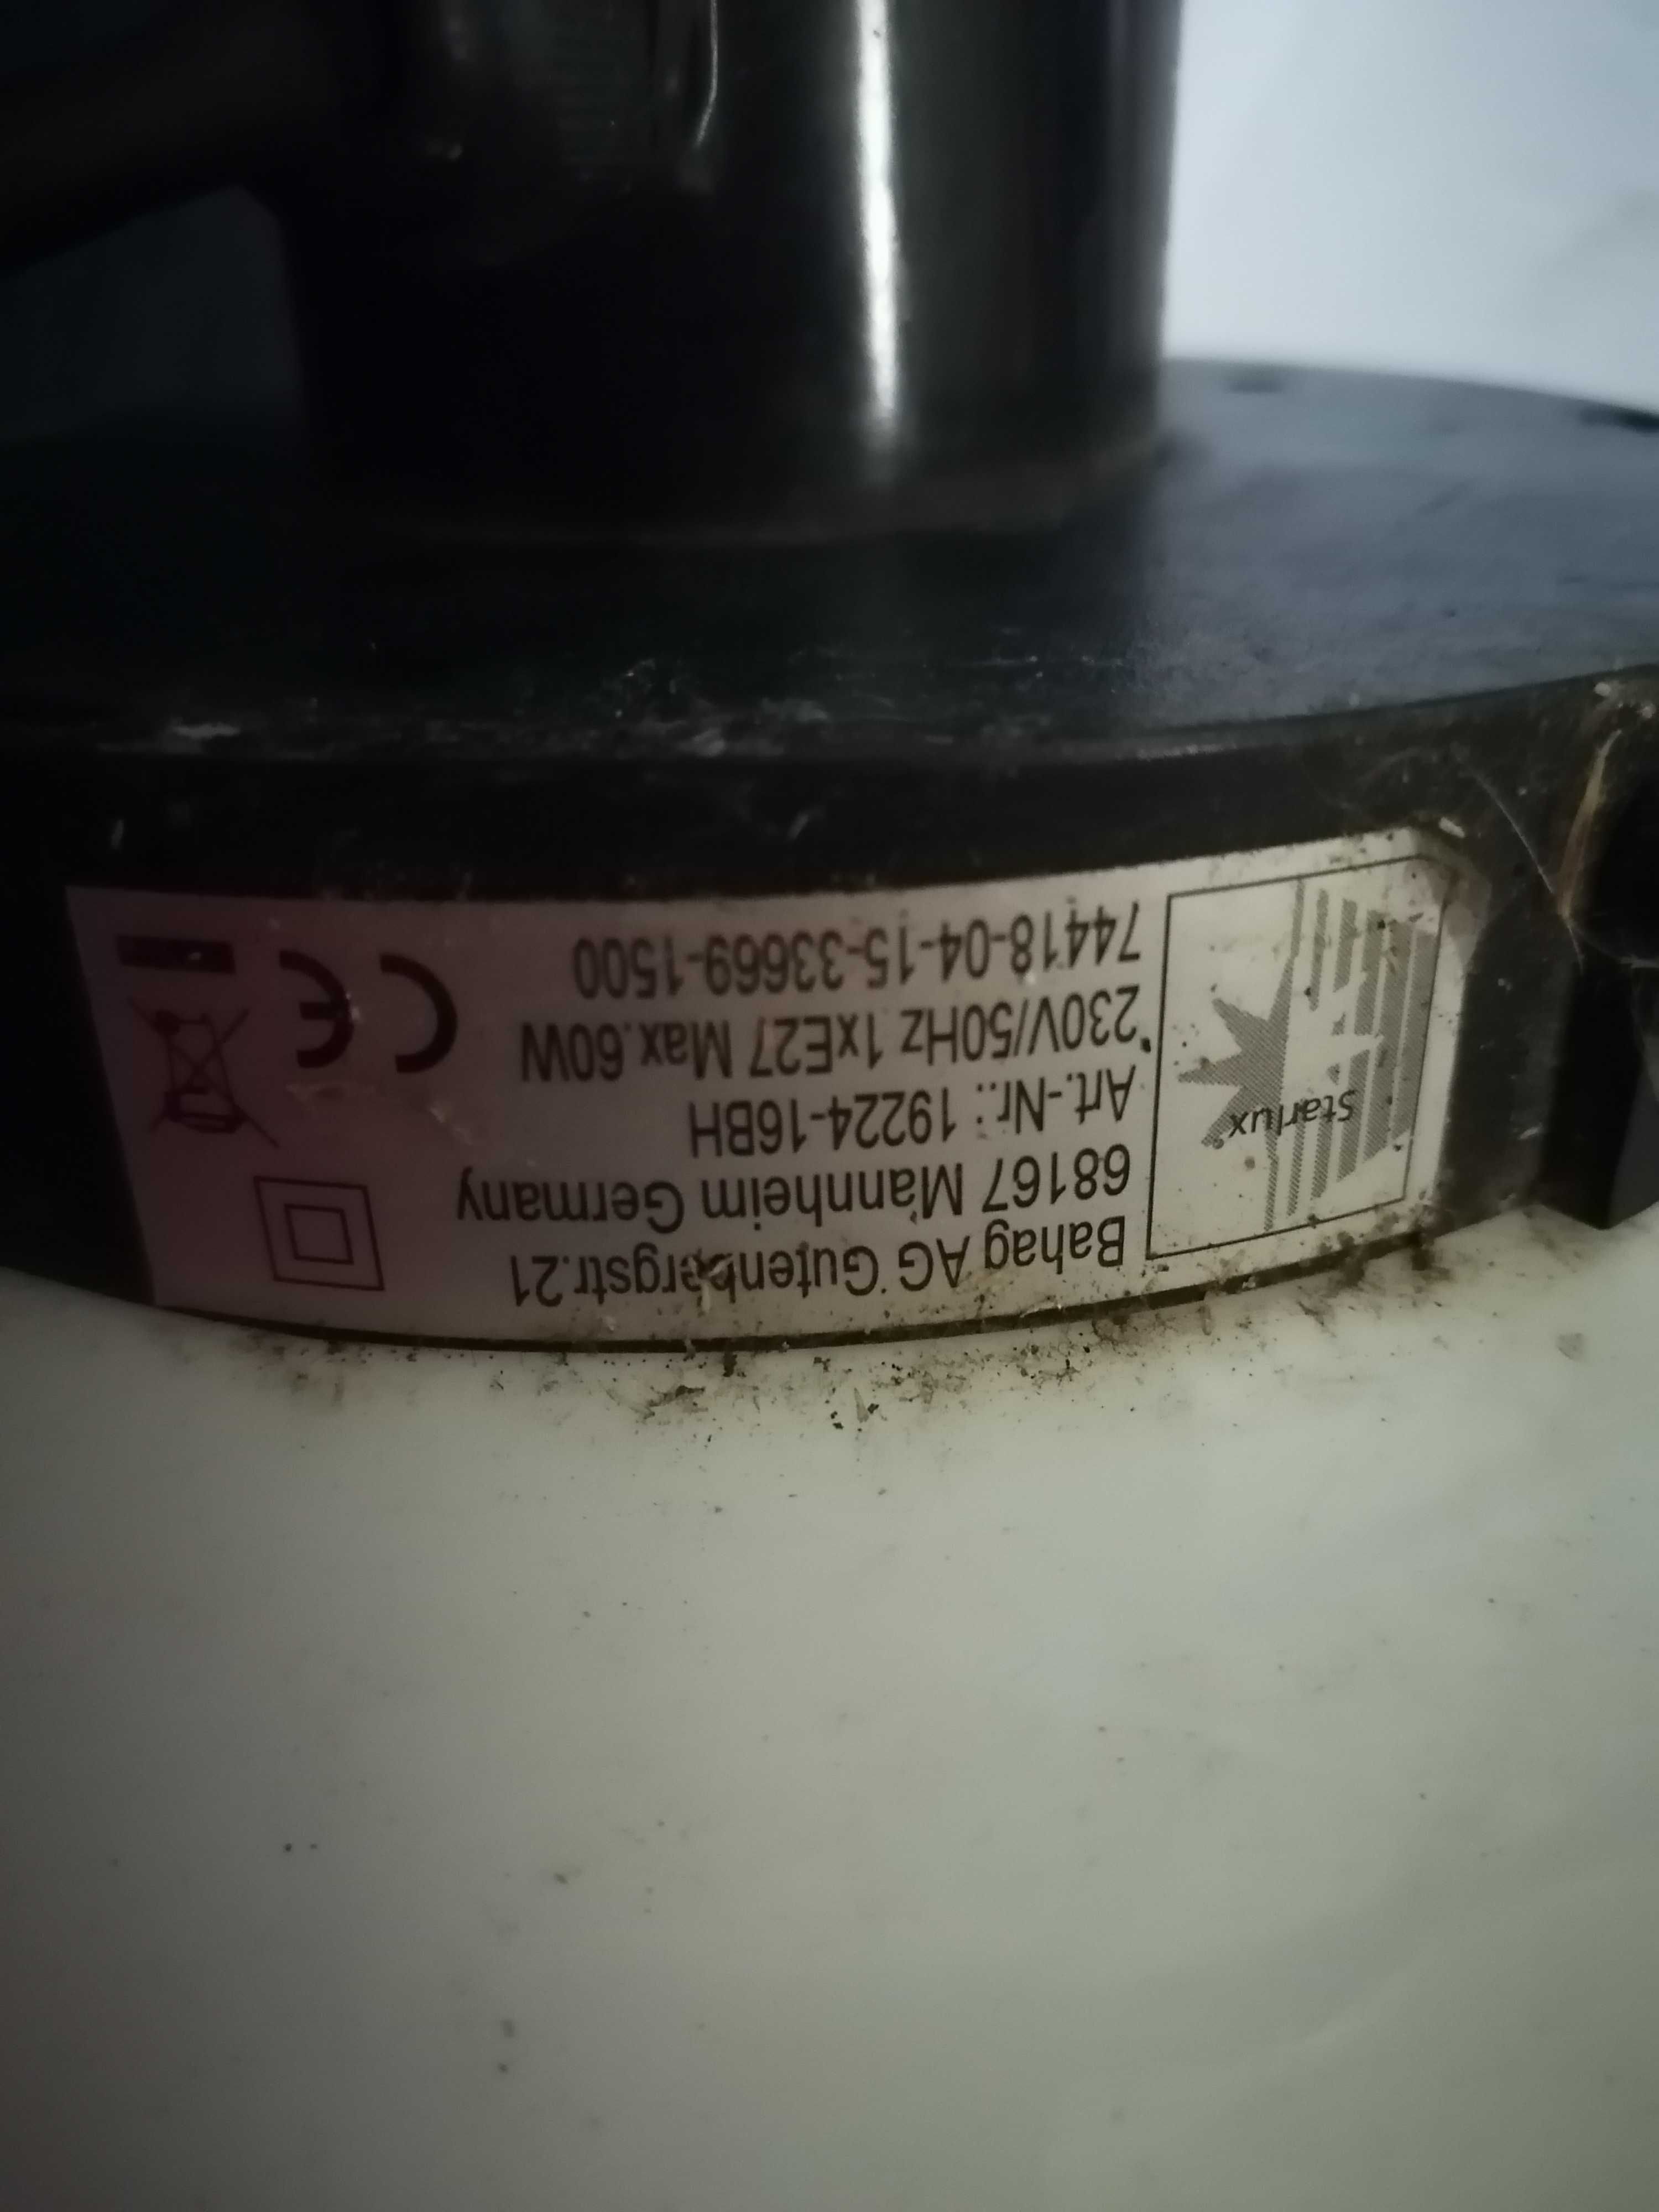 Starlux
Bahag AG Gutenbergstr.21
68167 Mannheim Germany
Art.-Nr.: 19224-16BH
230V/50Hz 1xE27 Max.60W
74418-04-15-33669-1500
CE